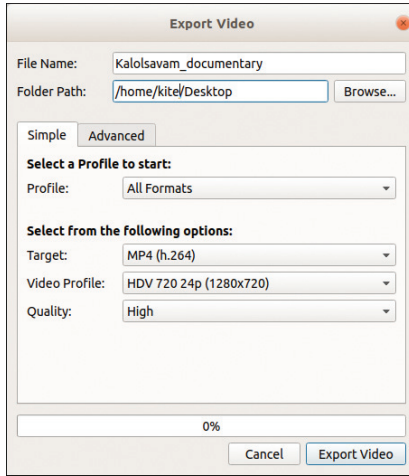 Export Video
File Name: Kalolsavam_documentary
Folder Path: /home/kite/Desktop Browse...
Simple Advanced
Select a Profile to start:
Profile: All Formats
Select from the following options:
Target: MP4 (h.264)
Video Profile: HDV 720 24p (1280x720)
Quality: High
0%
Cancel Export Video